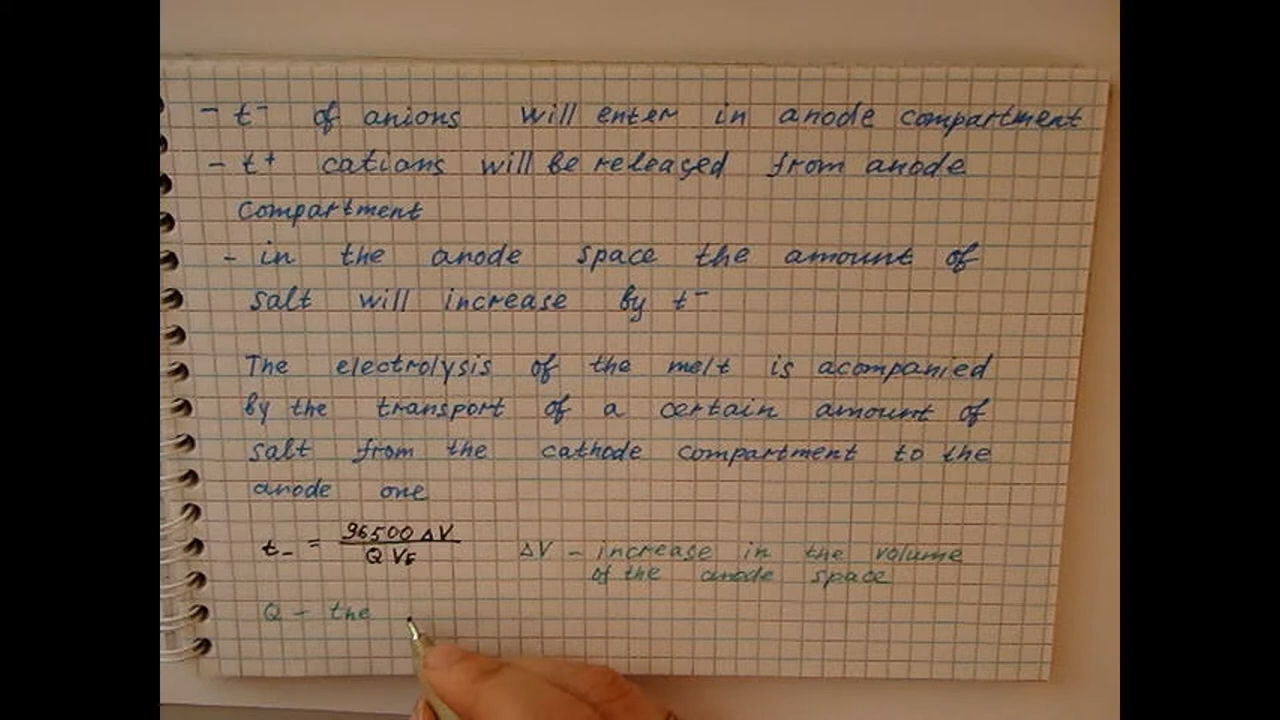 - t⁻ of anions will enter in anode compartment
- t⁺ cations will be released from anode
compartment
- in the anode space the amount of
salt will increase by t⁻
The electrolysis of the melt is acompanied
by the transport of a certain amount of
salt from the cathode compartment to the
anode one
t₋ = 96500 ΔV / Q V_E
ΔV - increase in the volume
of the anode space
Q - the